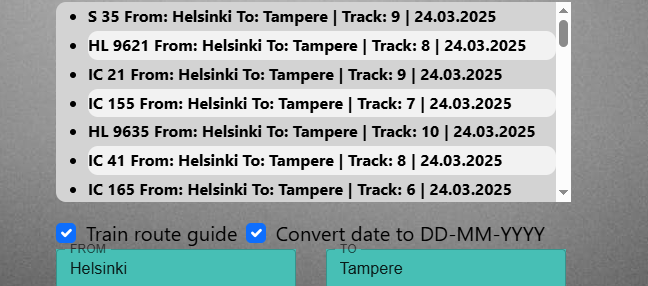 S 35 From: Helsinki To: Tampere | Track: 9 | 24.03.2025
HL 9621 From: Helsinki To: Tampere | Track: 8 | 24.03.2025
IC 21 From: Helsinki To: Tampere | Track: 9 | 24.03.2025
IC 155 From: Helsinki To: Tampere | Track: 7 | 24.03.2025
HL 9635 From: Helsinki To: Tampere | Track: 10 | 24.03.2025
IC 41 From: Helsinki To: Tampere | Track: 8 | 24.03.2025
IC 165 From: Helsinki To: Tampere | Track: 6 | 24.03.2025
Train route guide Convert date to DD-MM-YYYY
FROM TO
Helsinki Tampere